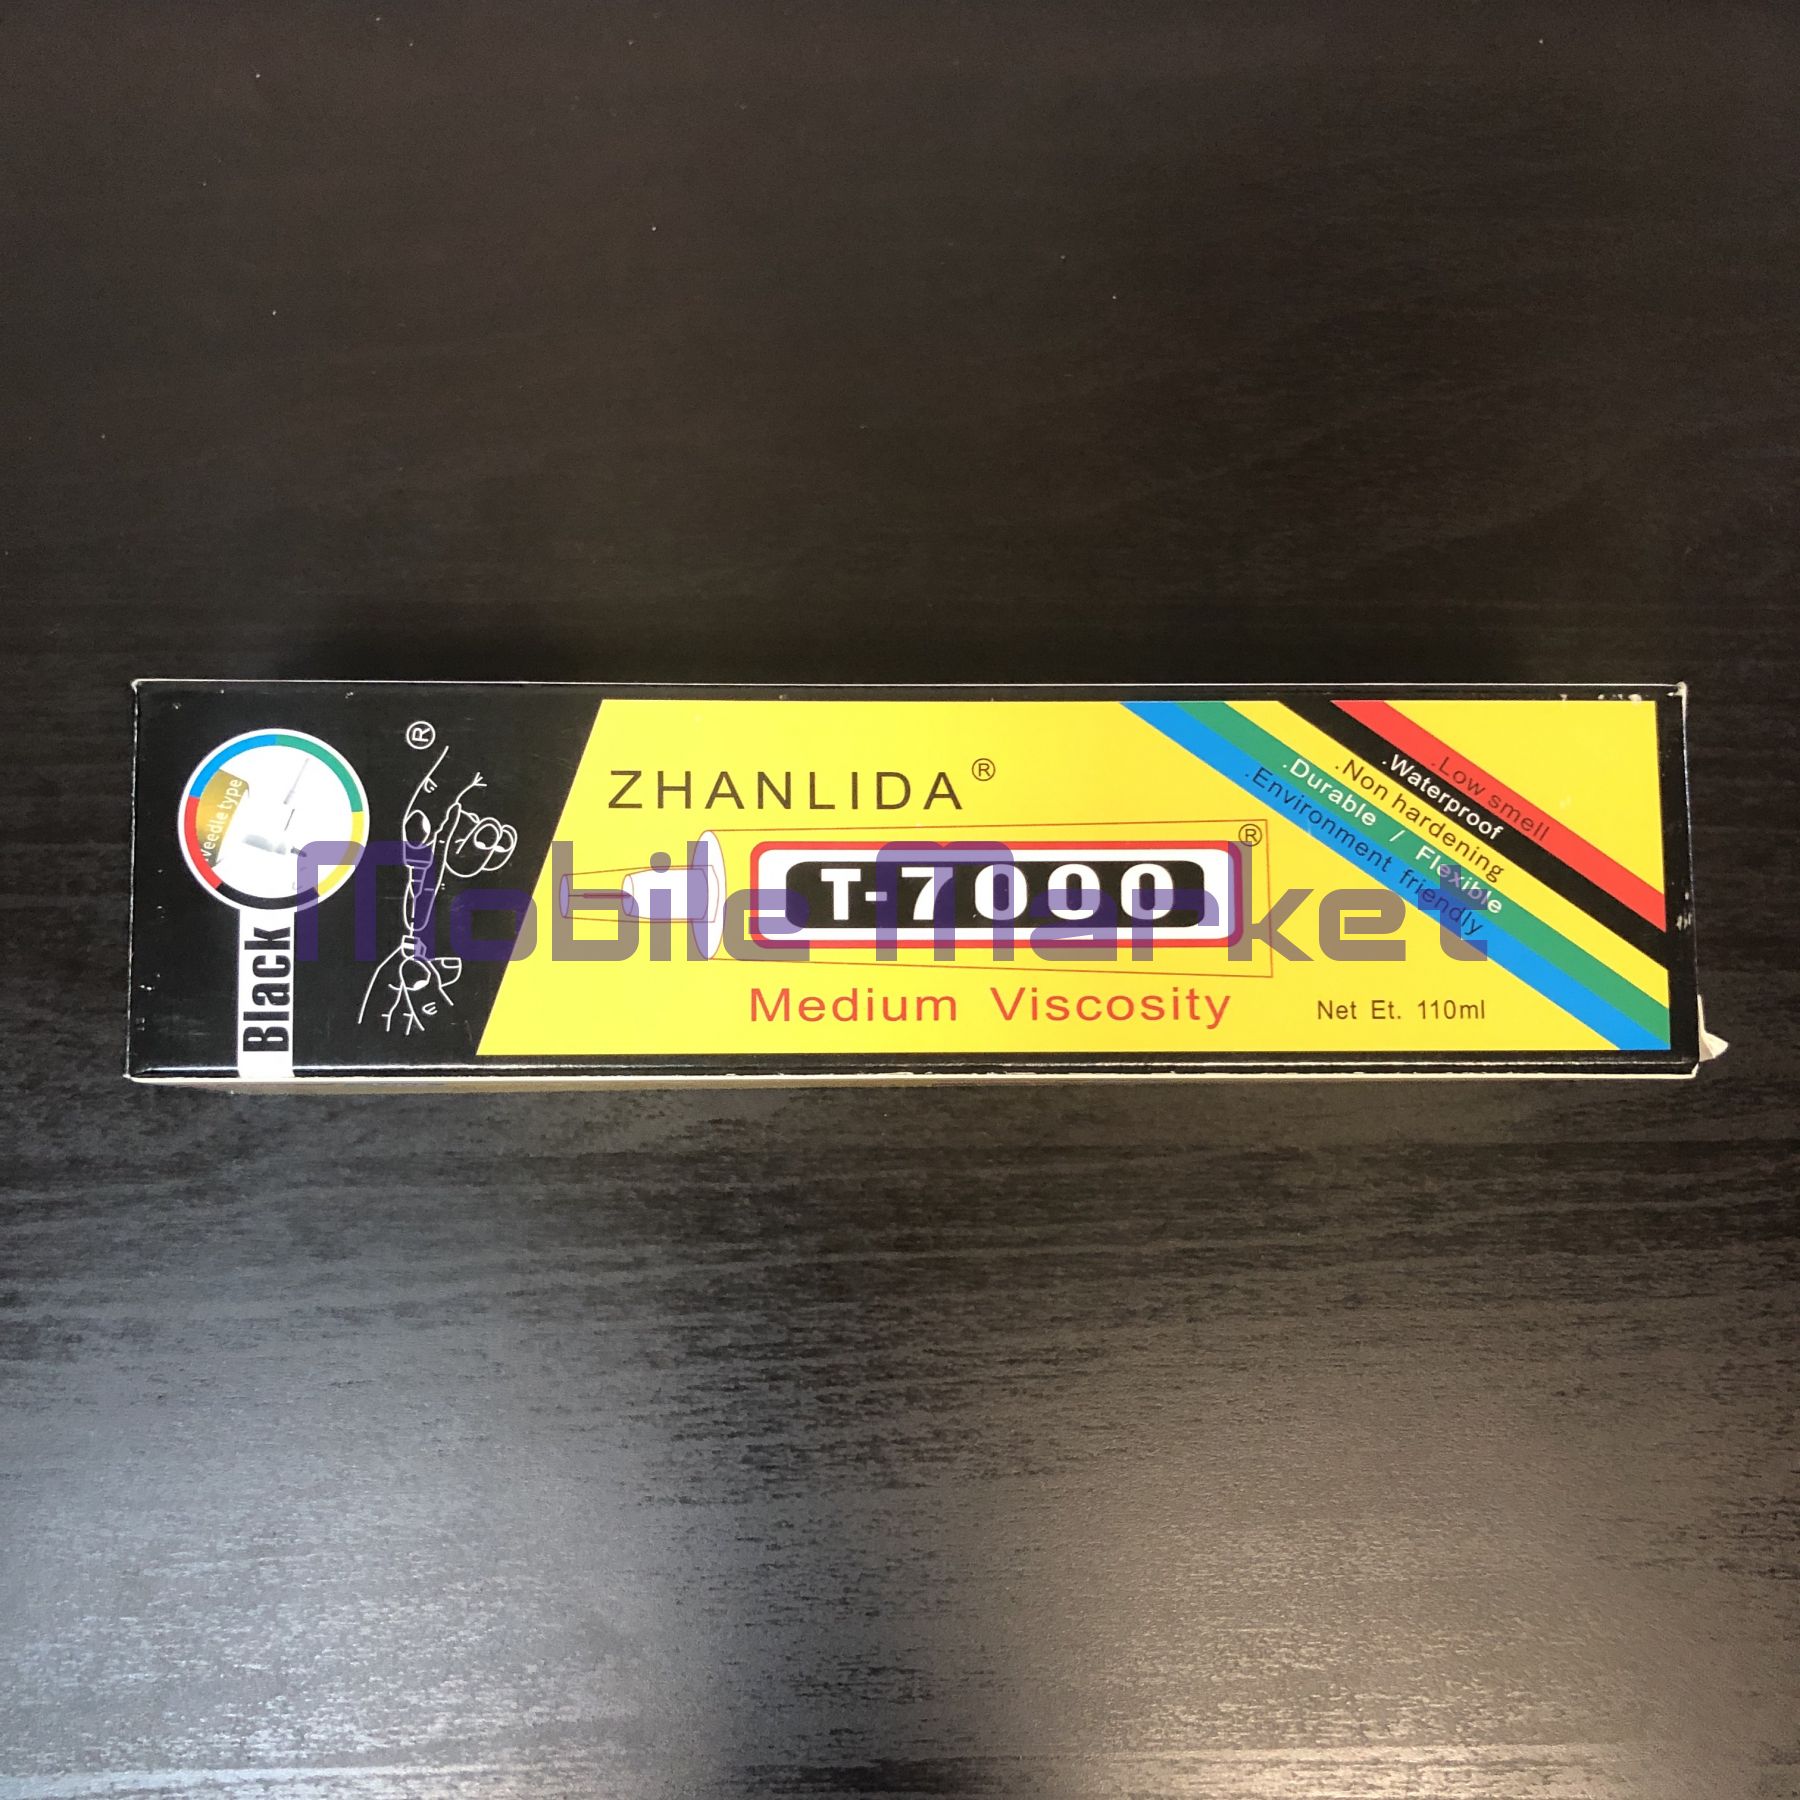 ZHANLIDA®
T-7000®
Medium Viscosity
Net Et. 110ml
.Low smell
.Waterproof
.Non hardening
.Durable / Flexible
.Environment friendly
Needle type
Black
®
Mobile Market